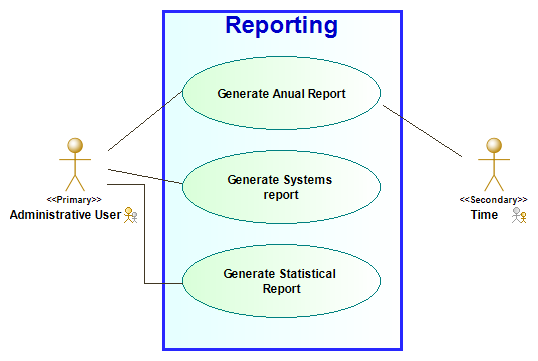 Reporting
Generate Anual Report
Generate Systems
report
Generate Statistical
Report
<<Primary>>
Administrative User
<<Secondary>>
Time